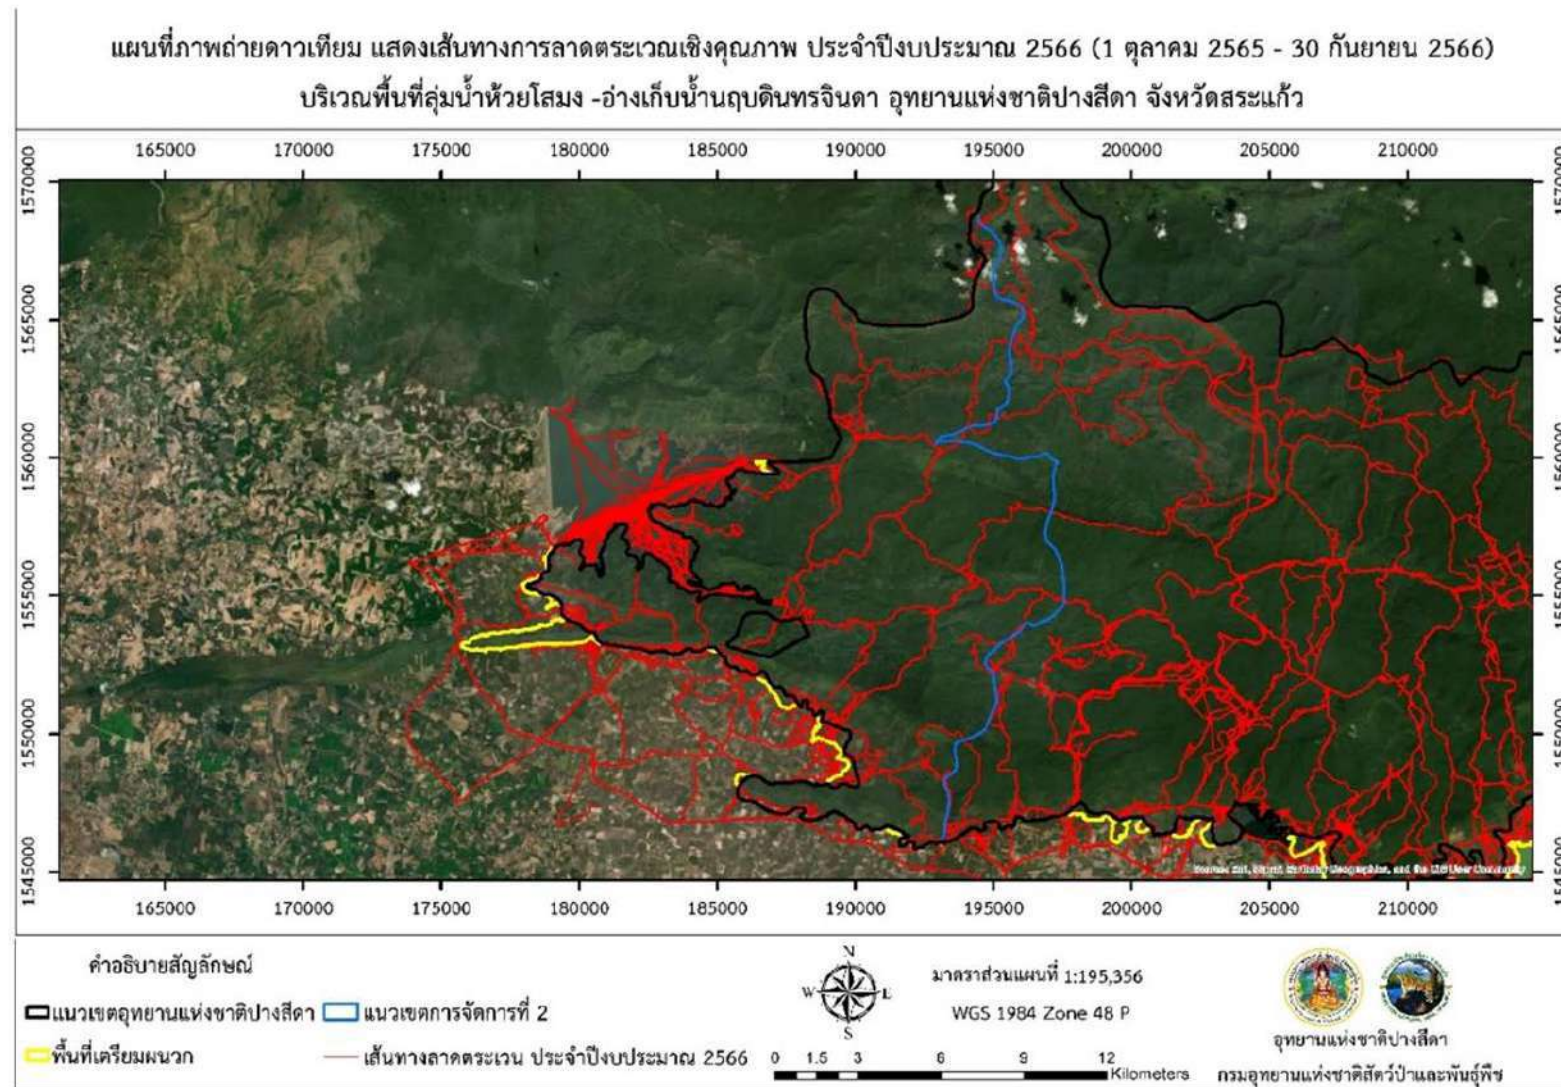 แผนที่ภาพถ่ายดาวเทียม แสดงเส้นทางการลาดตระเวณเชิงคุณภาพ ประจำปีงบประมาณ 2566 (1 ตุลาคม 2565 - 30 กันยายน 2566)
บริเวณพื้นที่ลุ่มน้ำห้วยโสมง -อ่างเก็บน้ำนฤบดินทรจินดา อุทยานแห่งชาติปางสีดา จังหวัดสระแก้ว
165000 170000 175000 180000 185000 190000 195000 200000 205000 210000
1570000 1570000
1565000 1565000
1560000 1560000
1555000 1555000
1550000 1550000
1545000 1545000
165000 170000 175000 180000 185000 190000 195000 200000 205000 210000
คำอธิบายสัญลักษณ์
แนวเขตอุทยานแห่งชาติปางสีดา แนวเขตการจัดการที่ 2
พื้นที่เตรียมผนวก เส้นทางลาดตระเวน ประจำปีงบประมาณ 2566
N
W E
S
มาตราส่วนแผนที่ 1:195,356
WGS 1984 Zone 48 P
0 1.5 3 6 9 12
Kilometers
อุทยานแห่งชาติปางสีดา
กรมอุทยานแห่งชาติสัตว์ป่าและพันธุ์พืช